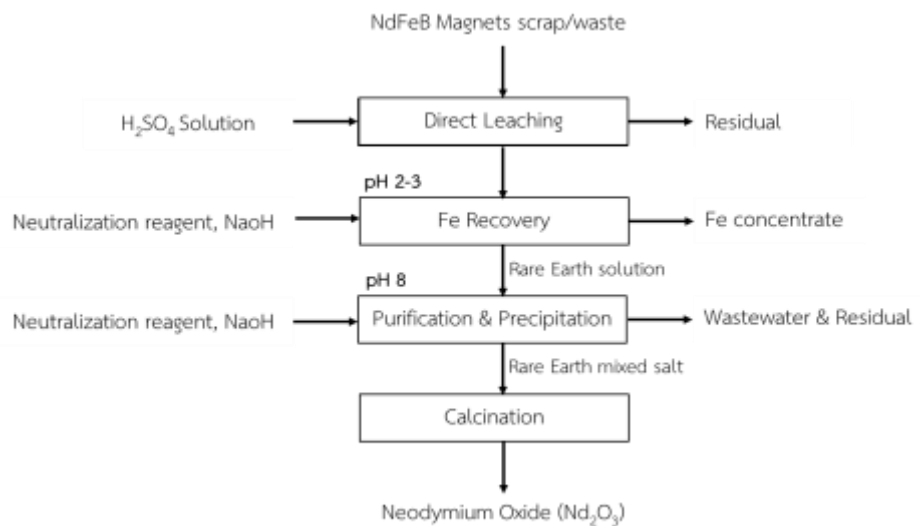 NdFeB Magnets scrap/waste
H₂SO₄ Solution
Direct Leaching
Residual
pH 2-3
Neutralization reagent, NaOH
Fe Recovery
Fe concentrate
Rare Earth solution
pH 8
Neutralization reagent, NaOH
Purification & Precipitation
Wastewater & Residual
Rare Earth mixed salt
Calcination
Neodymium Oxide (Nd₂O₃)